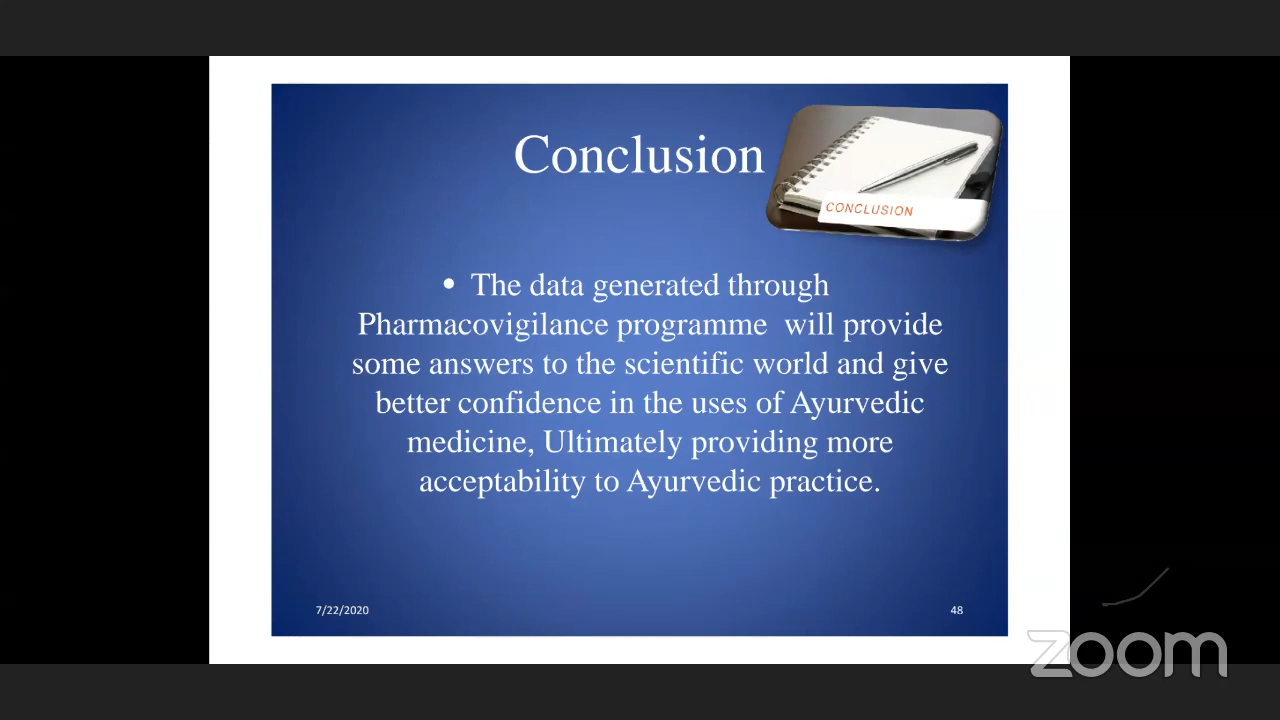 Conclusion
CONCLUSION
• The data generated through
Pharmacovigilance programme  will provide
some answers to the scientific world and give
better confidence in the uses of Ayurvedic
medicine, Ultimately providing more
acceptability to Ayurvedic practice.
7/22/2020
48
zoom